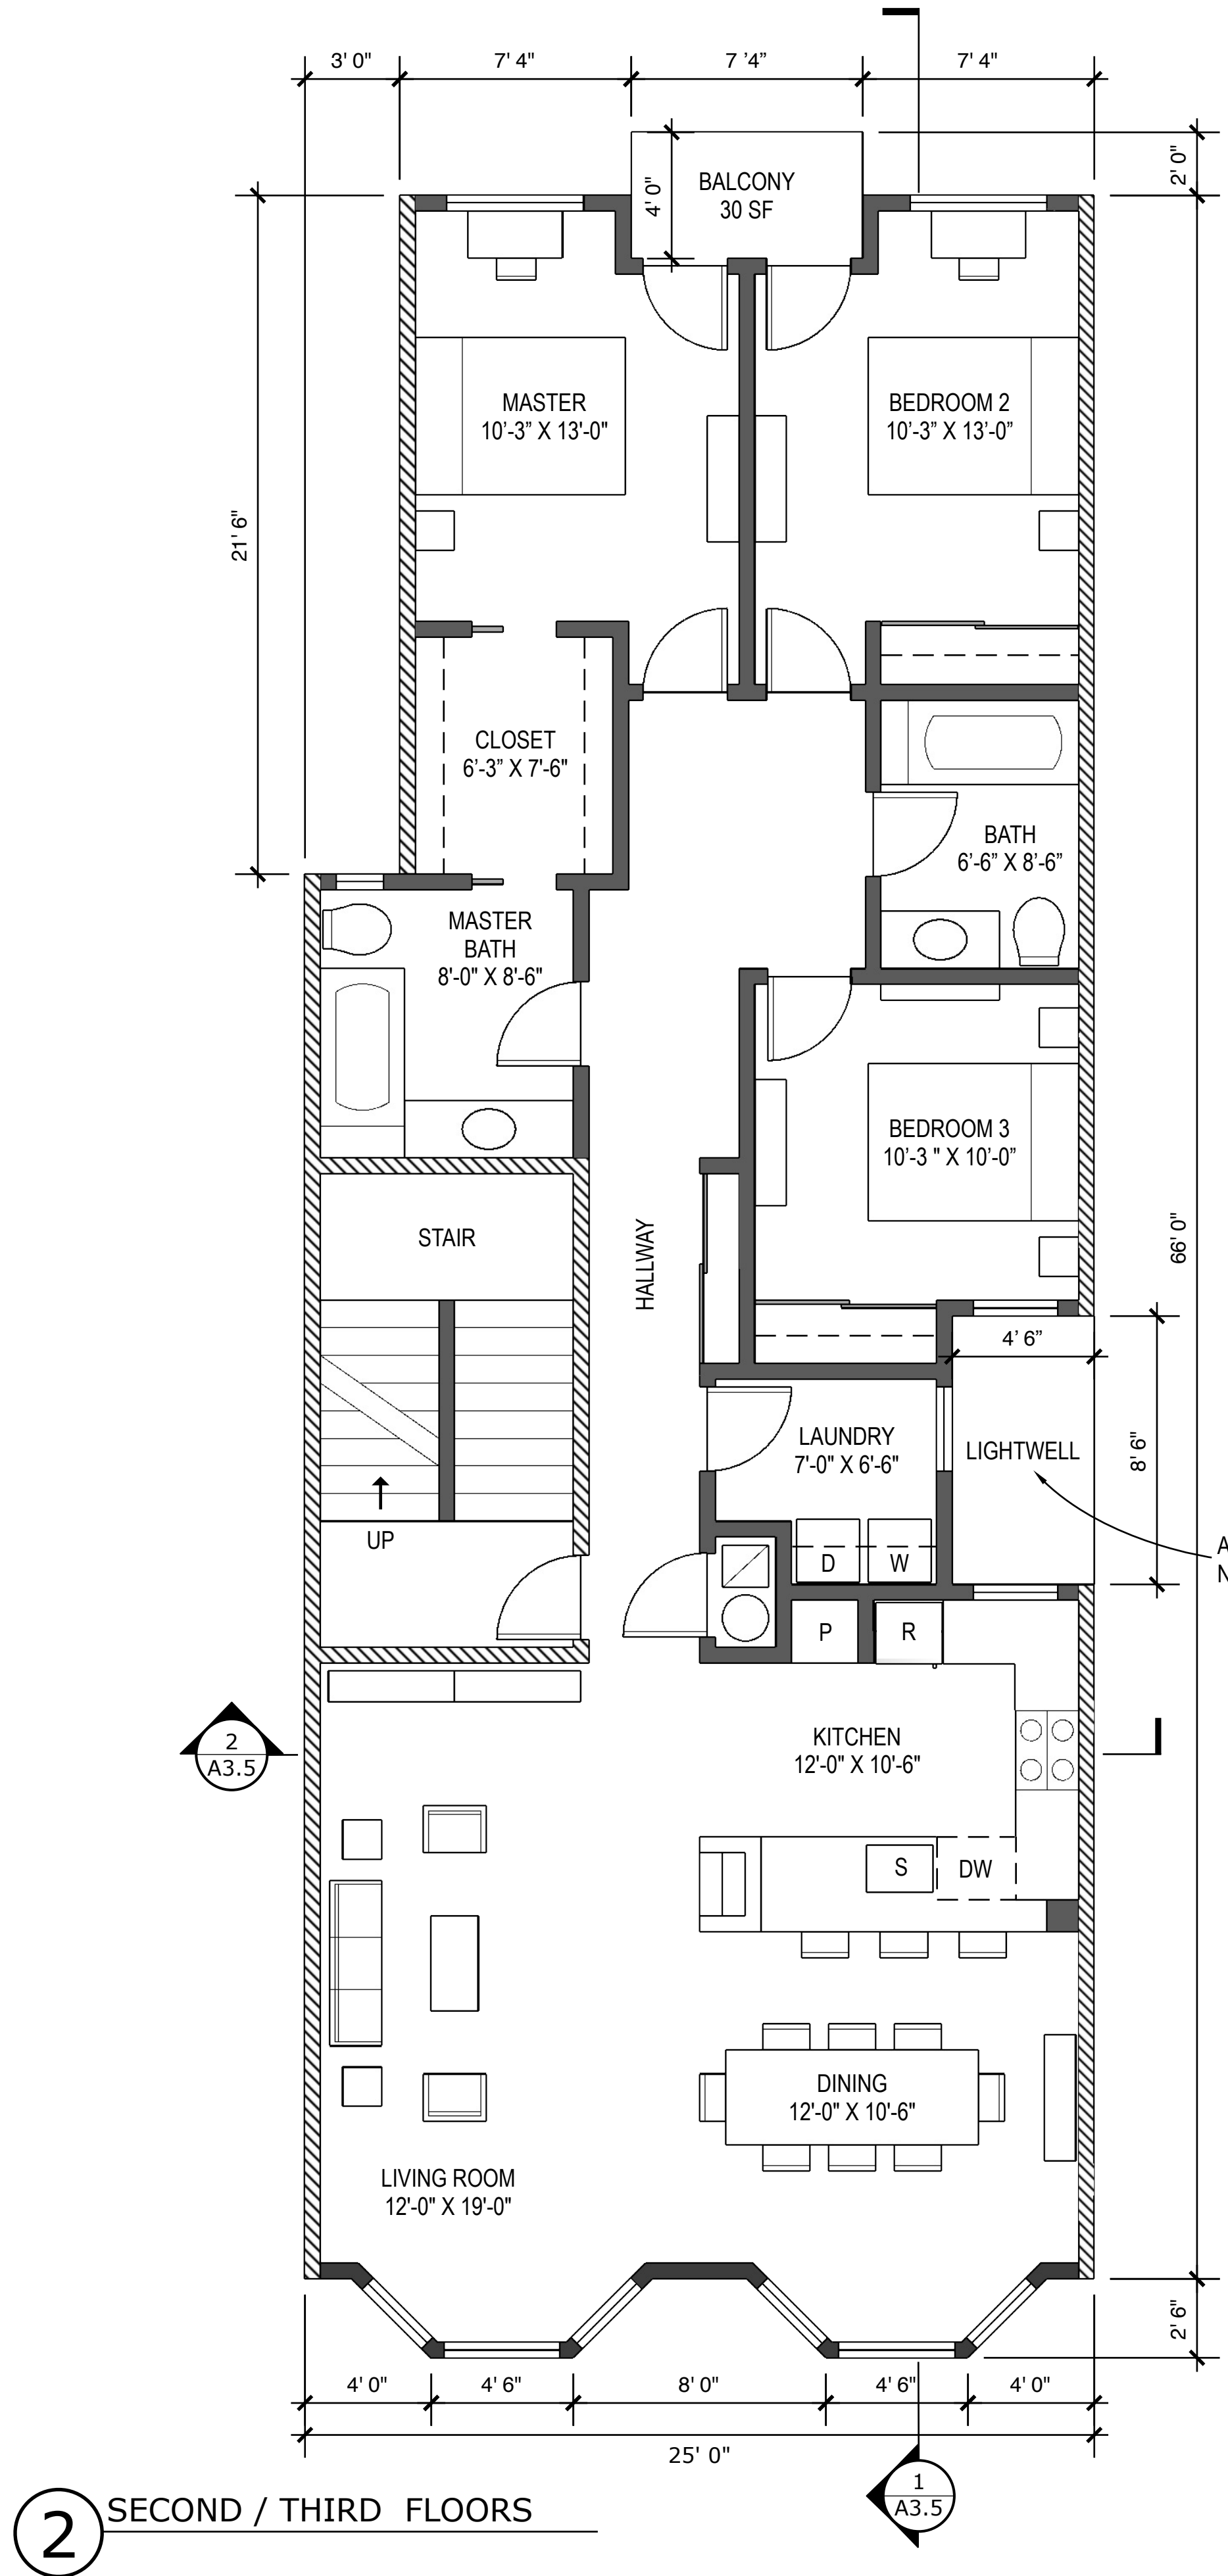 3' 0"
7' 4"
7 '4"
7' 4"
2' 0"
BALCONY
30 SF
4' 0"
21' 6"
MASTER
10'-3" X 13'-0"
BEDROOM 2
10'-3" X 13'-0"
CLOSET
6'-3" X 7'-6"
BATH
6'-6" X 8'-6"
MASTER
BATH
8'-0" X 8'-6"
BEDROOM 3
10'-3 " X 10'-0"
STAIR
HALLWAY
66' 0"
4' 6"
LAUNDRY
7'-0" X 6'-6"
LIGHTWELL
8' 6"
UP
D
W
A
N
P
R
KITCHEN
12'-0" X 10'-6"
2
A3.5
S
DW
DINING
12'-0" X 10'-6"
LIVING ROOM
12'-0" X 19'-0"
2' 6"
4' 0"
4' 6"
8' 0"
4' 6"
4' 0"
25' 0"
1
A3.5
2
SECOND / THIRD FLOORS